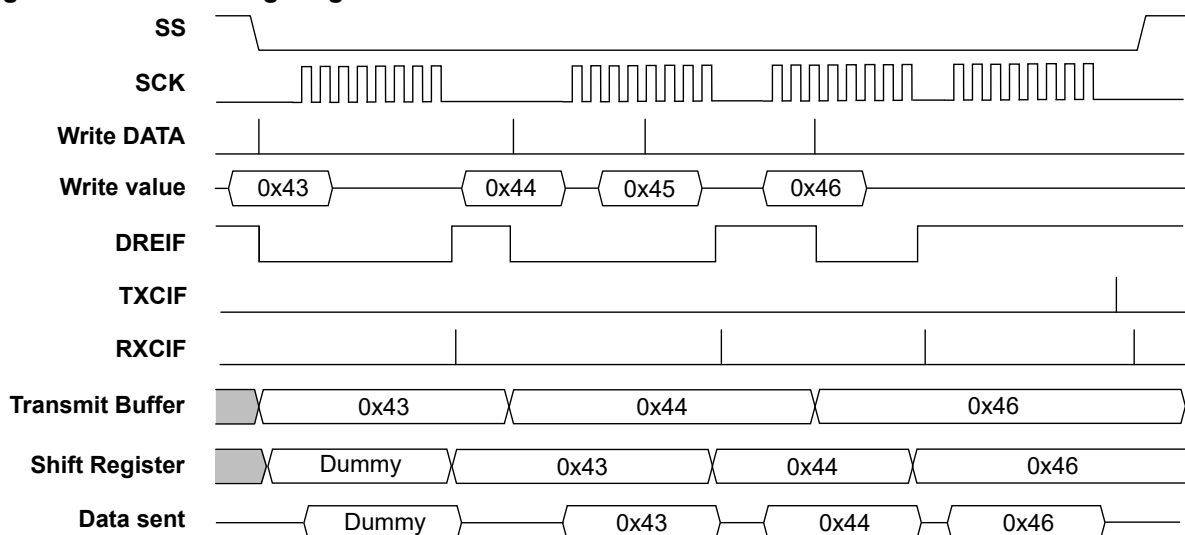 SS
SCK
Write DATA
Write value 0x43 0x44 0x45 0x46
DREIF
TXCIF
RXCIF
Transmit Buffer 0x43 0x44 0x46
Shift Register Dummy 0x43 0x44 0x46
Data sent Dummy 0x43 0x44 0x46